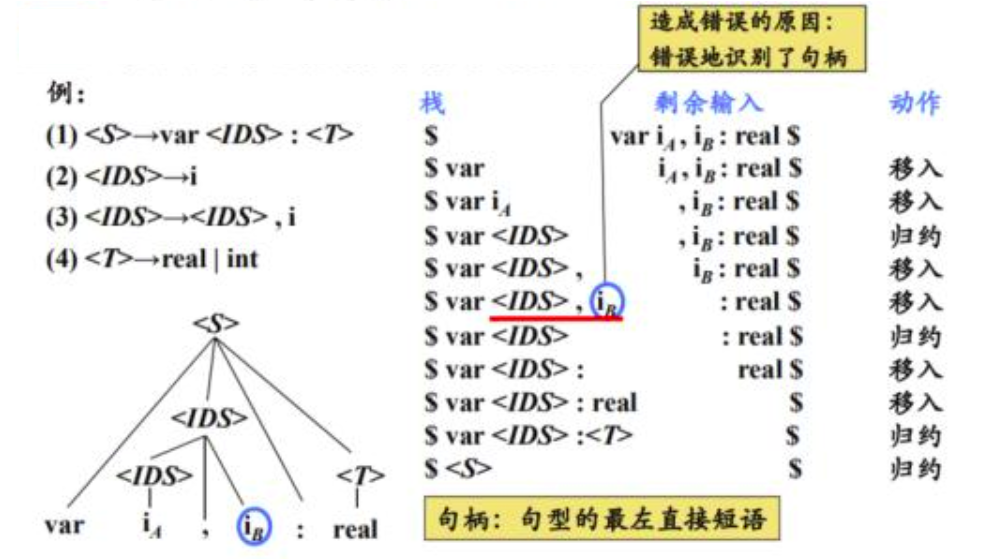 造成错误的原因:
错误地识别了句柄
例:
(1) <S>→var <IDS> : <T>
(2) <IDS>→i
(3) <IDS>→<IDS> , i
(4) <T>→real | int
栈 剩余输入 动作
$ var iA , iB : real $
$ var iA , iB : real $ 移入
$ var iA , iB : real $ 移入
$ var <IDS> , iB : real $ 归约
$ var <IDS> , iB : real $ 移入
$ var <IDS> , iB : real $ 移入
$ var <IDS> : real $ 归约
$ var <IDS> : real $ 移入
$ var <IDS> : real $ 移入
$ var <IDS> :<T> $ 归约
$ <S> $ 归约
<S>
<IDS>
<IDS> <T>
var iA , iB : real
句柄: 句型的最左直接短语